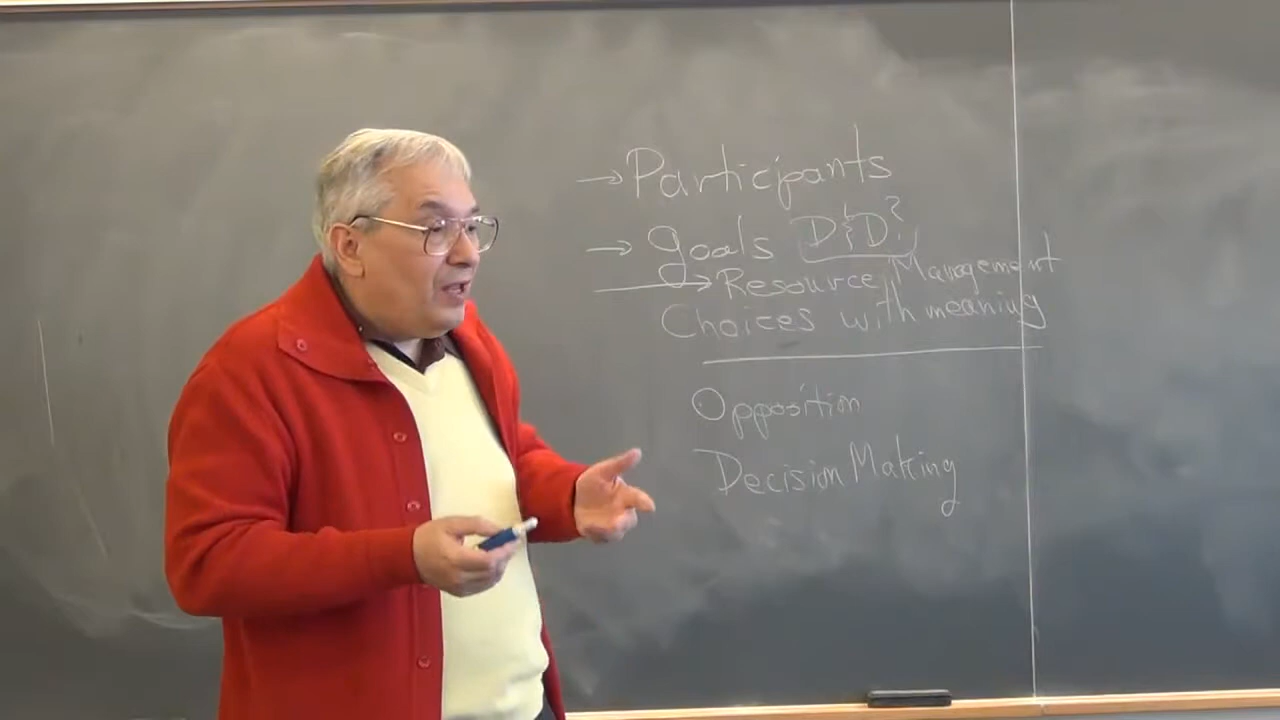 → Participants
→ goals D&D?
→ Resource Management
Choices with meaning
Opposition
Decision Making